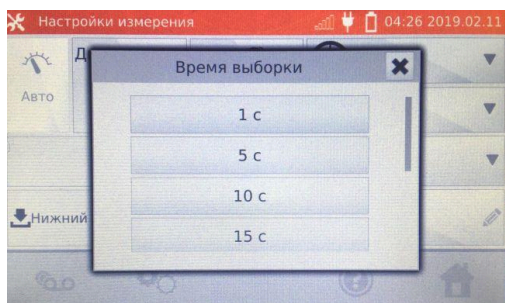 Настройки измерения 04:26 2019.02.11
Время выборки
Авто
1 с
5 с
10 с
15 с
Нижний